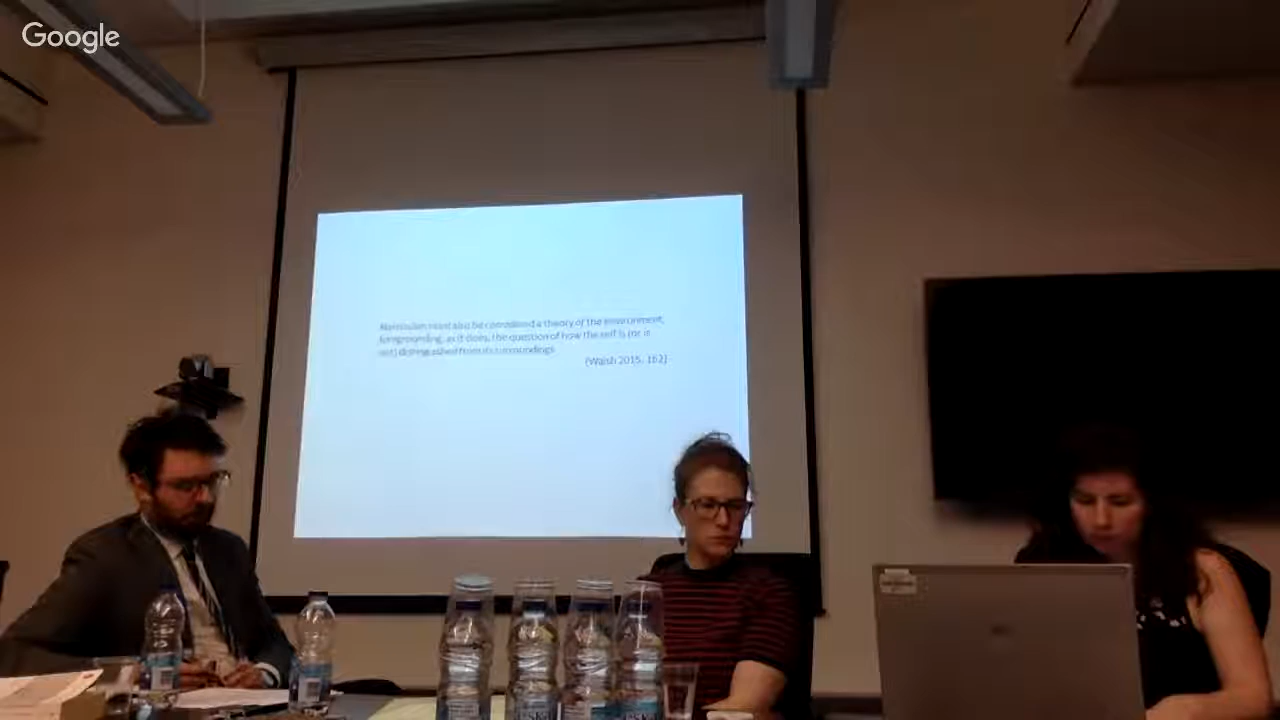 Google
Narcissism must also be considered a theory of the environment,
foregrounding, as it does, the question of how the self is (or is
not) distinguished from its surroundings.
(Walsh 2015, 162)